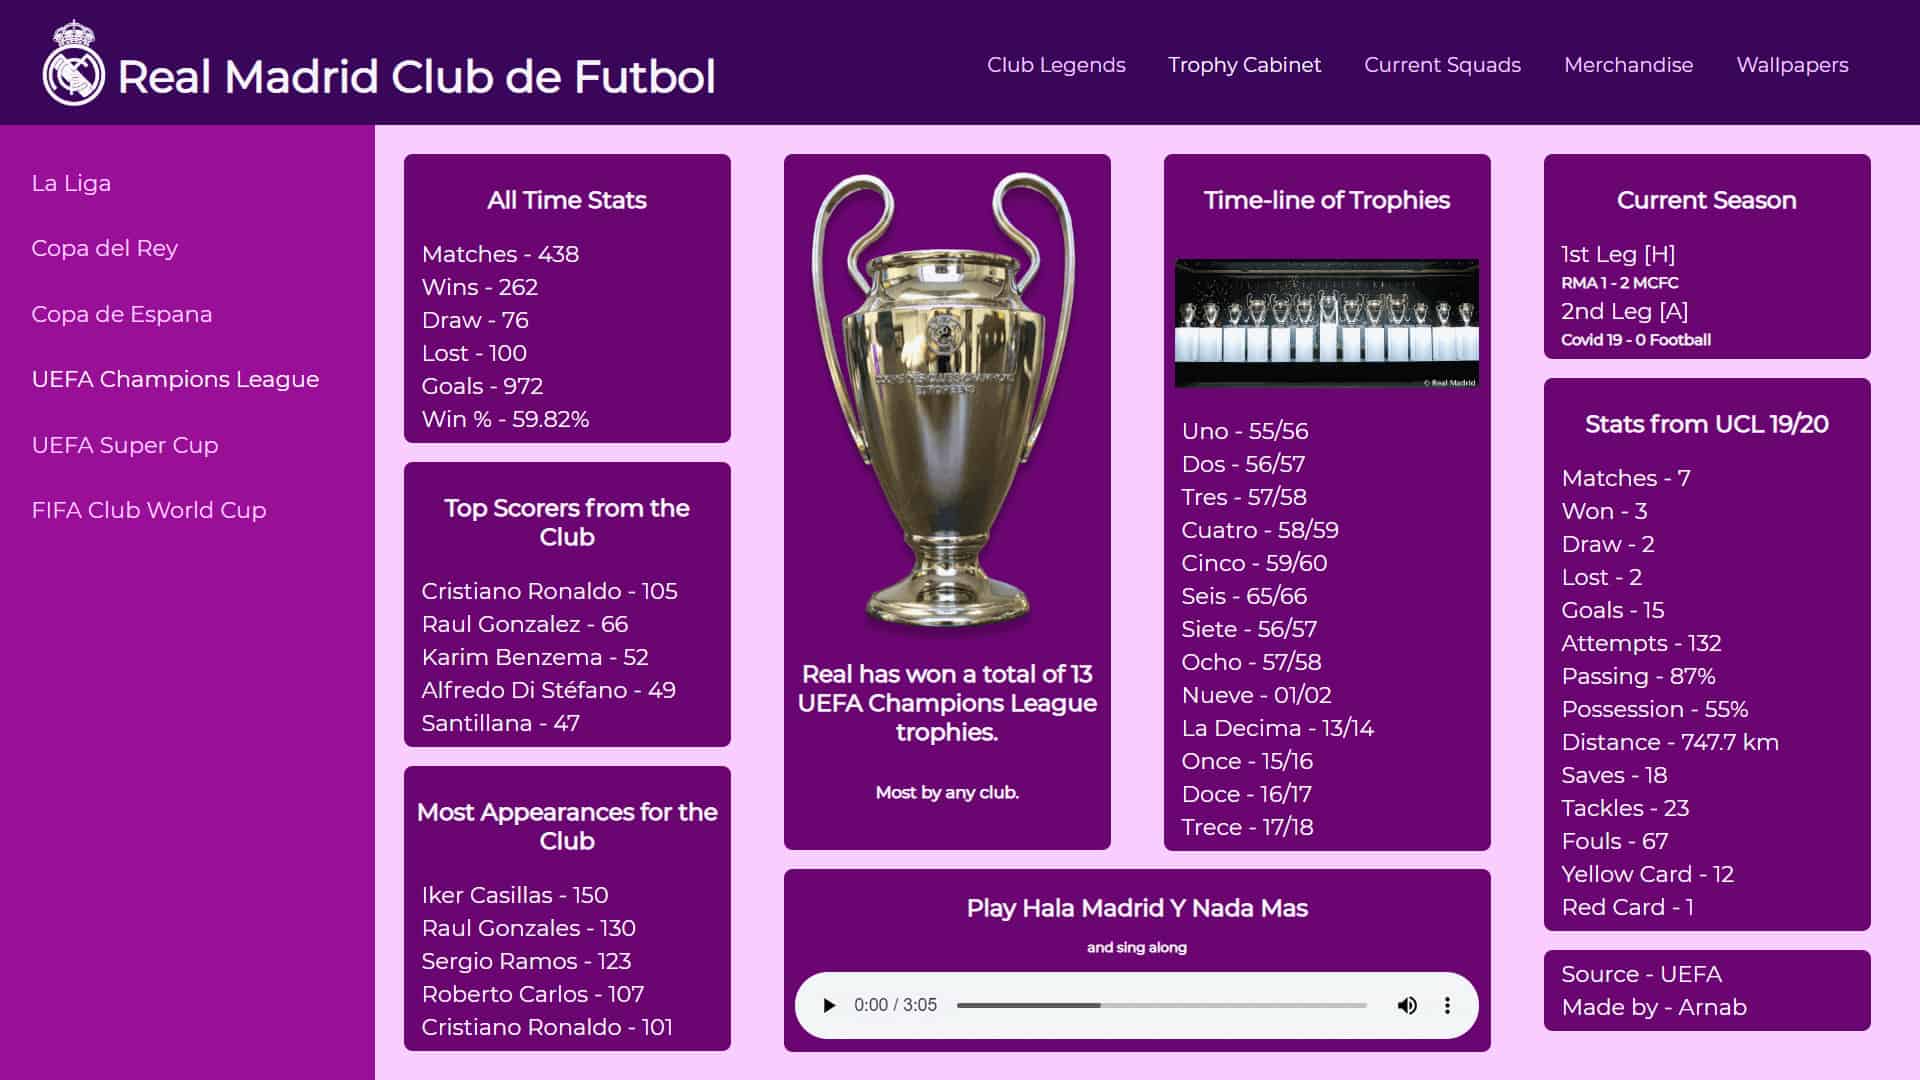 Real Madrid Club de Futbol
Club Legends
Trophy Cabinet
Current Squads
Merchandise
Wallpapers
La Liga
Copa del Rey
Copa de Espana
UEFA Champions League
UEFA Super Cup
FIFA Club World Cup
All Time Stats
Matches - 438
Wins - 262
Draw - 76
Lost - 100
Goals - 972
Win % - 59.82%
Top Scorers from the
Club
Cristiano Ronaldo - 105
Raul Gonzalez - 66
Karim Benzema - 52
Alfredo Di Stéfano - 49
Santillana - 47
Most Appearances for the
Club
Iker Casillas - 150
Raul Gonzales - 130
Sergio Ramos - 123
Roberto Carlos - 107
Cristiano Ronaldo - 101
Real has won a total of 13
UEFA Champions League
trophies.
Most by any club.
Time-line of Trophies
© Real Madrid
Uno - 55/56
Dos - 56/57
Tres - 57/58
Cuatro - 58/59
Cinco - 59/60
Seis - 65/66
Siete - 56/57
Ocho - 57/58
Nueve - 01/02
La Decima - 13/14
Once - 15/16
Doce - 16/17
Trece - 17/18
Play Hala Madrid Y Nada Mas
and sing along
0:00 / 3:05
Current Season
1st Leg [H]
RMA 1 - 2 MCFC
2nd Leg [A]
Covid 19 - 0 Football
Stats from UCL 19/20
Matches - 7
Won - 3
Draw - 2
Lost - 2
Goals - 15
Attempts - 132
Passing - 87%
Possession - 55%
Distance - 747.7 km
Saves - 18
Tackles - 23
Fouls - 67
Yellow Card - 12
Red Card - 1
Source - UEFA
Made by - Arnab